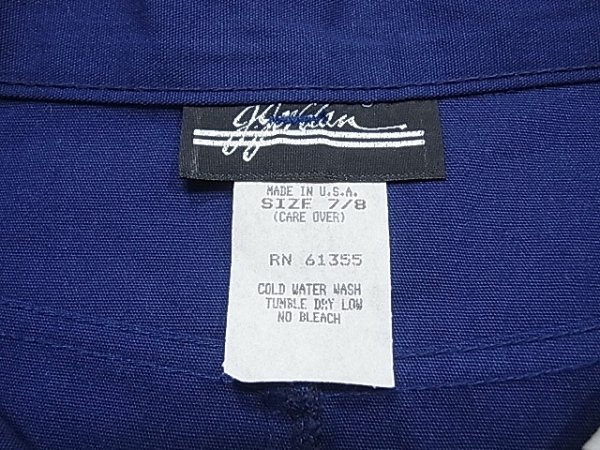 MADE IN U.S.A.
SIZE 7/8
(CARE OVER)
RN 61355
COLD WATER WASH
TUMBLE DRY LOW
NO BLEACH